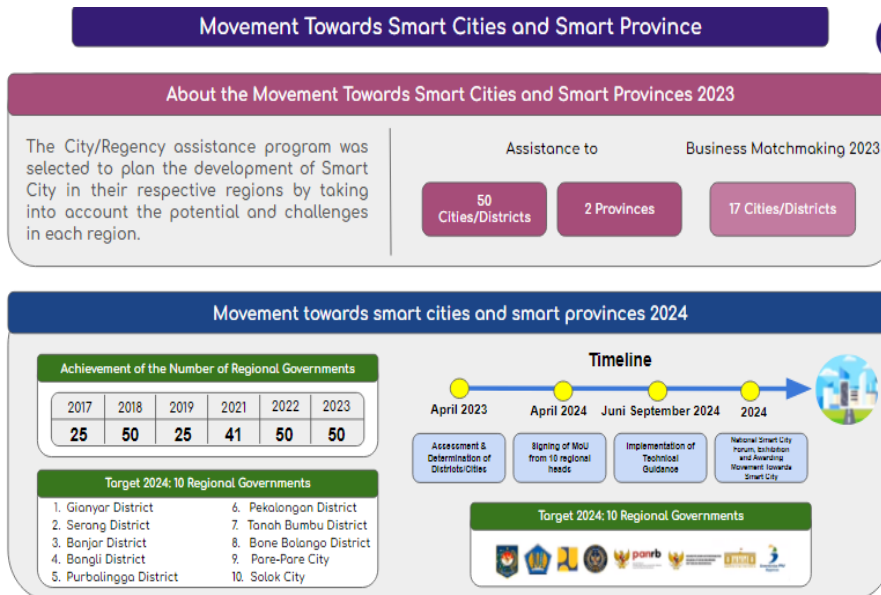 Movement Towards Smart Cities and Smart Province
About the Movement Towards Smart Cities and Smart Provinces 2023
The City/Regency assistance program was
selected to plan the development of Smart
City in their respective regions by taking
into account the potential and challenges
in each region.
Assistance to
50
Cities/Districts
2 Provinces
Business Matchmaking 2023
17 Cities/Districts
Movement towards smart cities and smart provinces 2024
Achievement of the Number of Regional Governments
2017 2018 2019 2021 2022 2023
25 50 25 41 50 50
Target 2024: 10 Regional Governments
1. Gianyar District
2. Serang District
3. Banjar District
4. Bangli District
5. Purbalingga District
6. Pekalongan District
7. Tanah Bumbu District
8. Bone Bolango District
9. Pare-Pare City
10. Solok City
Timeline
April 2023
April 2024
Juni September 2024
2024
Assessment &
Determination of
Districts/Cities
Signing of MoU
from 10 regional
heads
Implementation of
Technical
Guidance
National Smart City
Forum, Exhibition
and Awarding
Movement Towards
Smart City
Target 2024: 10 Regional Governments
panrb